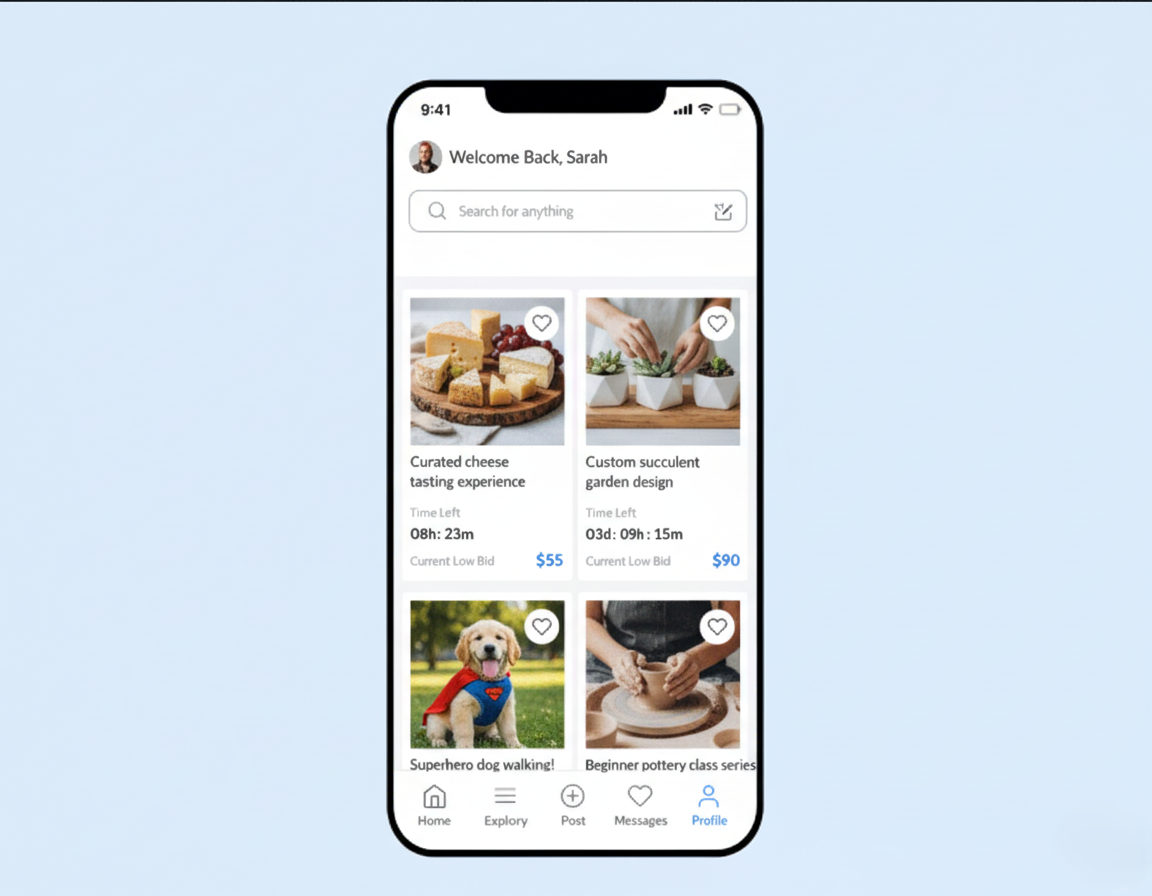 9:41
Welcome Back, Sarah
Search for anything
Curated cheese
tasting experience
Time Left
08h: 23m
Current Low Bid $55
Custom succulent
garden design
Time Left
03d: 09h : 15m
Current Low Bid $90
Superhero dog walking!
Beginner pottery class series
Home
Explory
Post
Messages
Profile